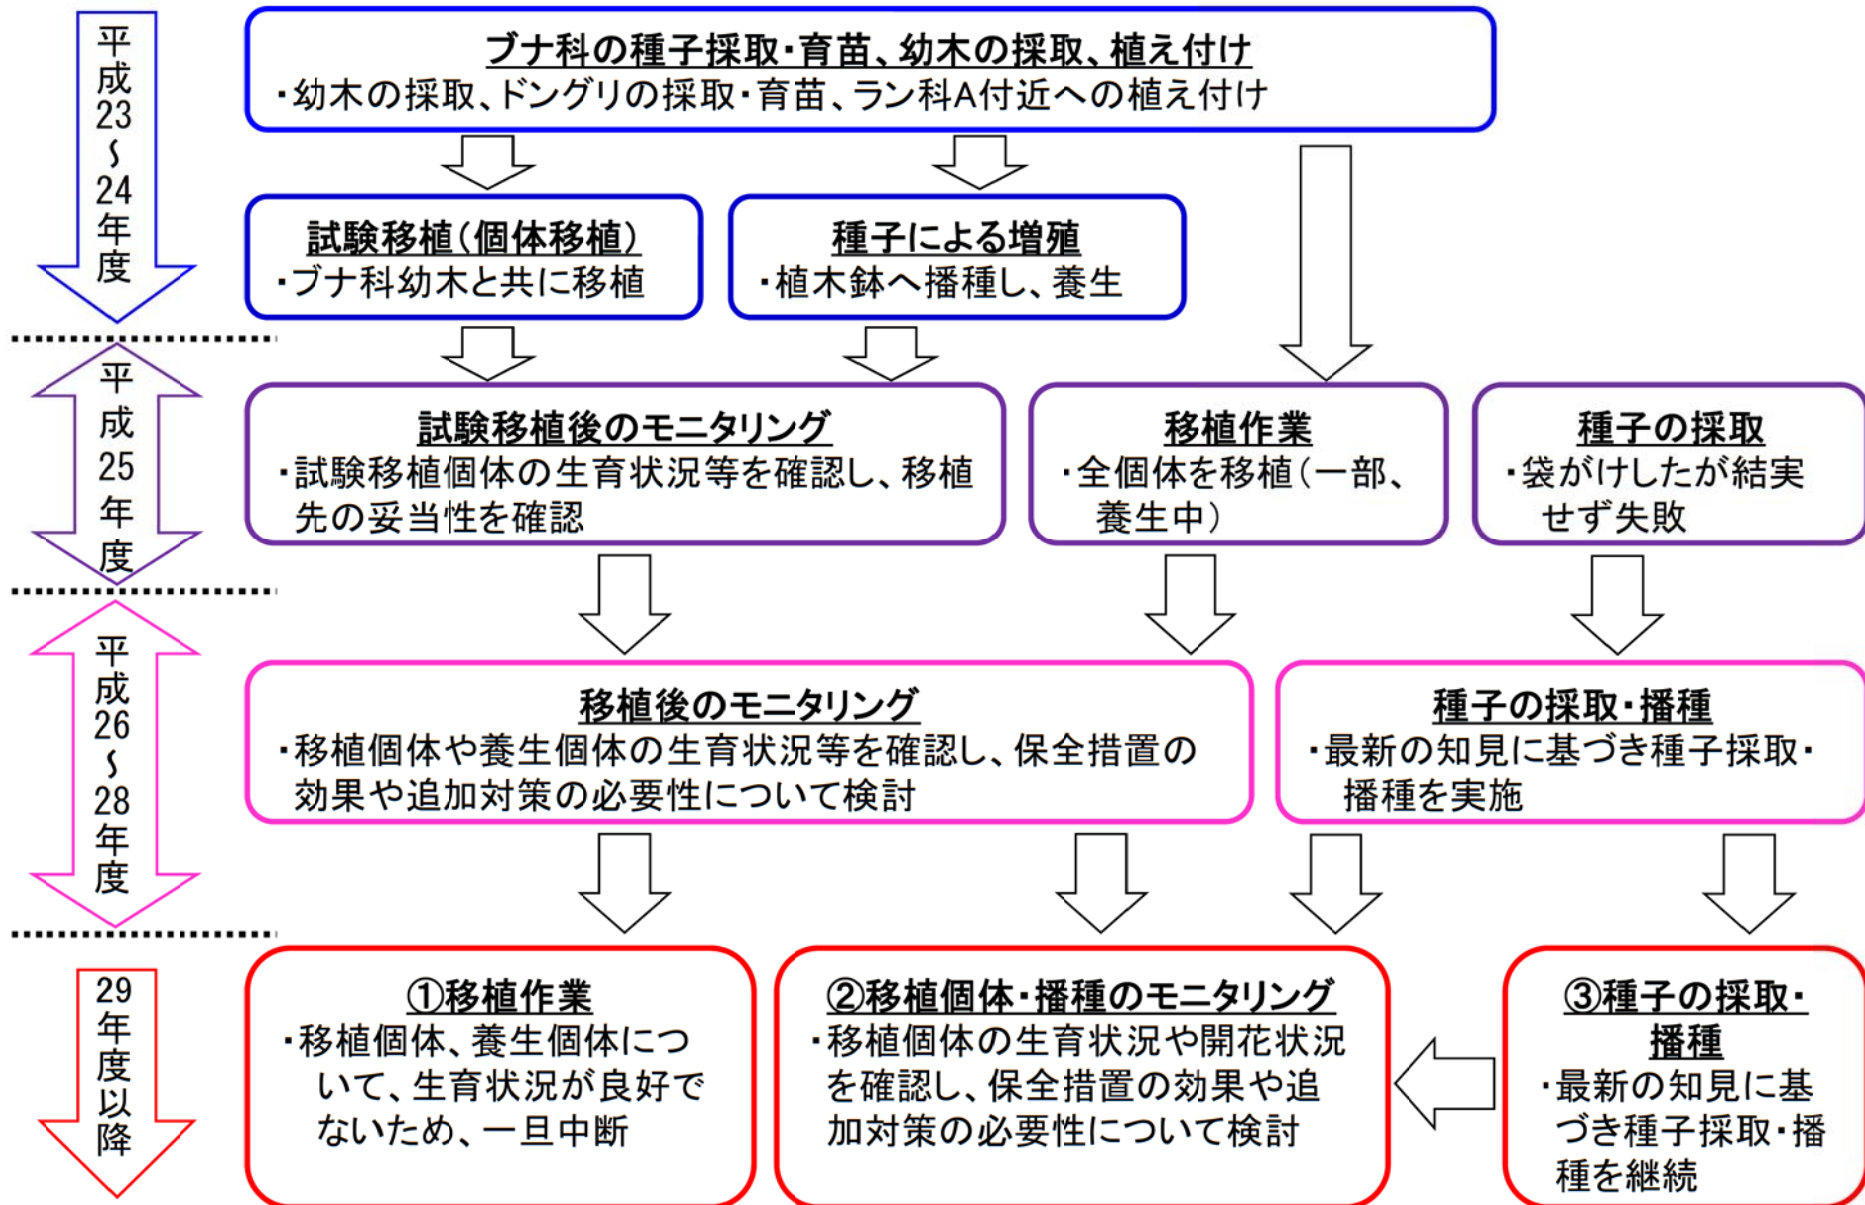 平成23～24年度
ブナ科の種子採取・育苗、幼木の採取、植え付け
・幼木の採取、ドングリの採取・育苗、ラン科A付近への植え付け
試験移植（個体移植）
・ブナ科幼木と共に移植
種子による増殖
・植木鉢へ播種し、養生
平成25年度
試験移植後のモニタリング
・試験移植個体の生育状況等を確認し、移植
先の妥当性を確認
移植作業
・全個体を移植（一部、
養生中）
種子の採取
・袋がけしたが結実
せず失敗
平成26～28年度
移植後のモニタリング
・移植個体や養生個体の生育状況等を確認し、保全措置の
効果や追加対策の必要性について検討
種子の採取・播種
・最新の知見に基づき種子採取・
播種を実施
29年度以降
①移植作業
・移植個体、養生個体につ
いて、生育状況が良好で
ないため、一旦中断
②移植個体・播種のモニタリング
・移植個体の生育状況や開花状況
を確認し、保全措置の効果や追
加対策の必要性について検討
③種子の採取・
播種
・最新の知見に基
づき種子採取・播
種を継続